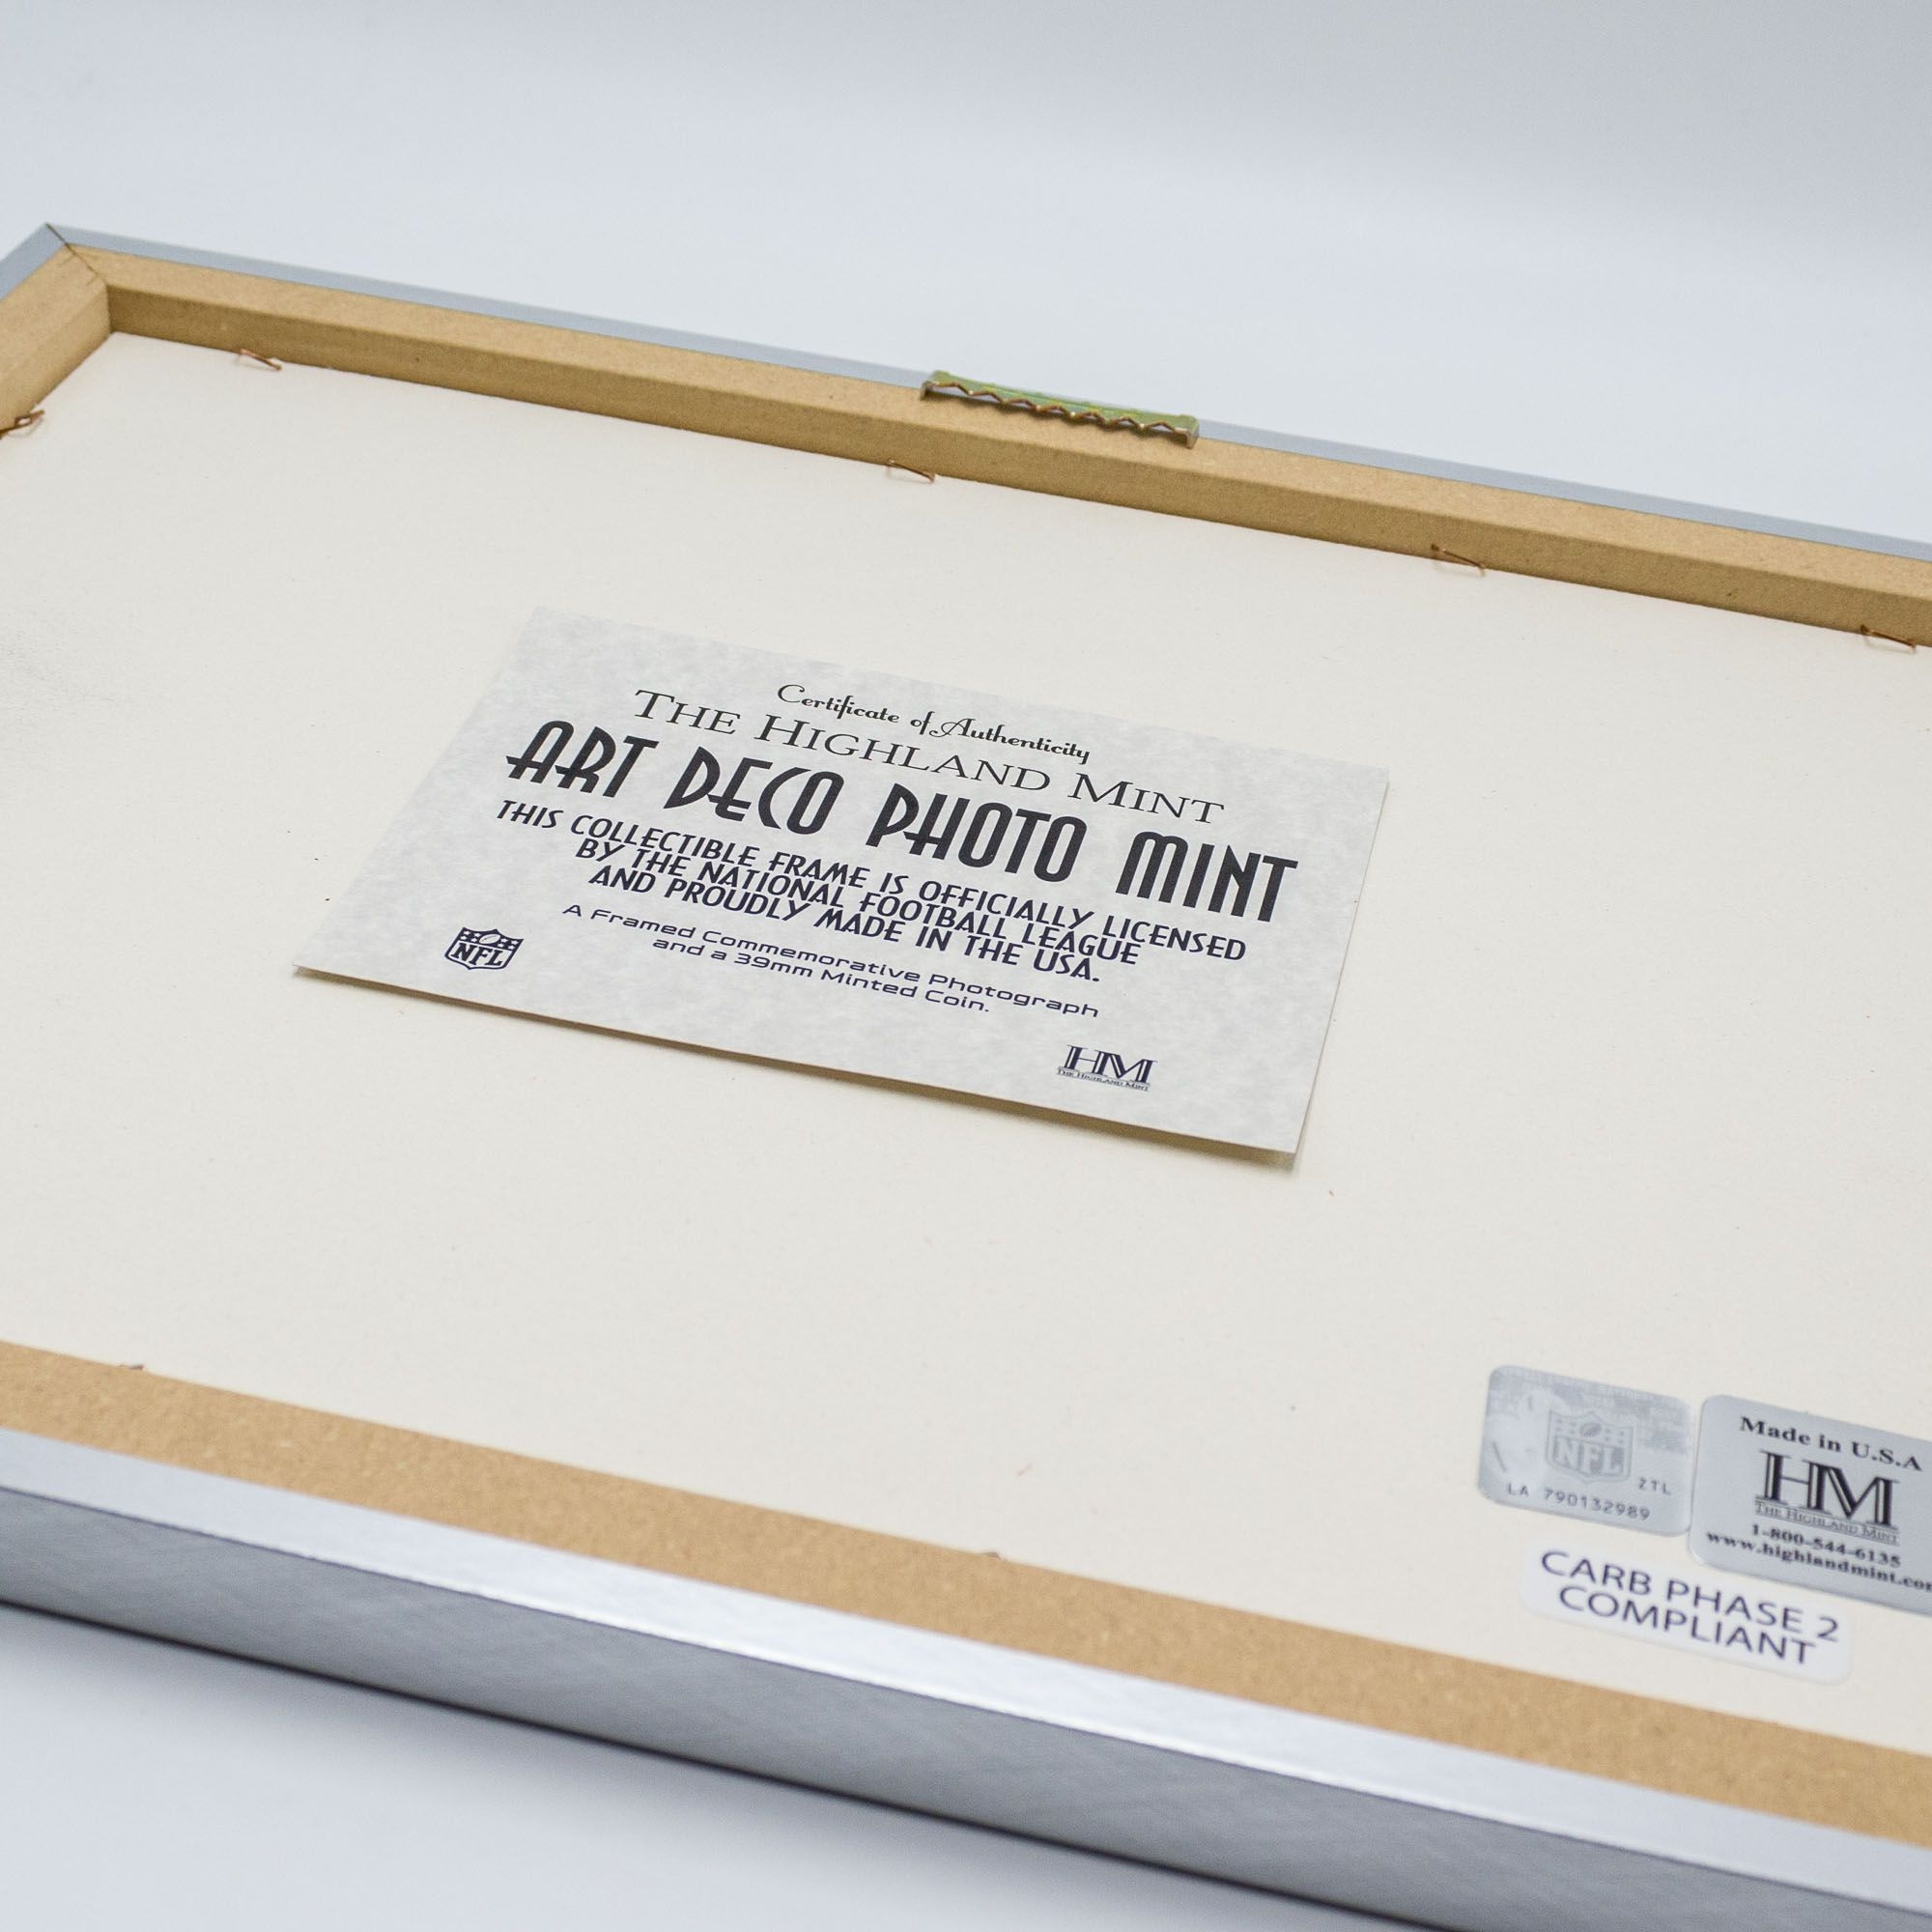 Certificate of Authenticity
THE HIGHLAND MINT
ART DECO PHOTO MINT
THIS COLLECTIBLE FRAME IS OFFICIALLY LICENSED
BY THE NATIONAL FOOTBALL LEAGUE
AND PROUDLY MADE IN THE USA.
A Framed Commemorative Photograph
and a 39mm Minted Coin.
NFL
HM
THE HIGHLAND MINT
NFL
ZTL
LA 790132989
Made in U.S.A
HM
THE HIGHLAND MINT
1-800-544-6135
www.highlandmint.com
CARB PHASE 2
COMPLIANT